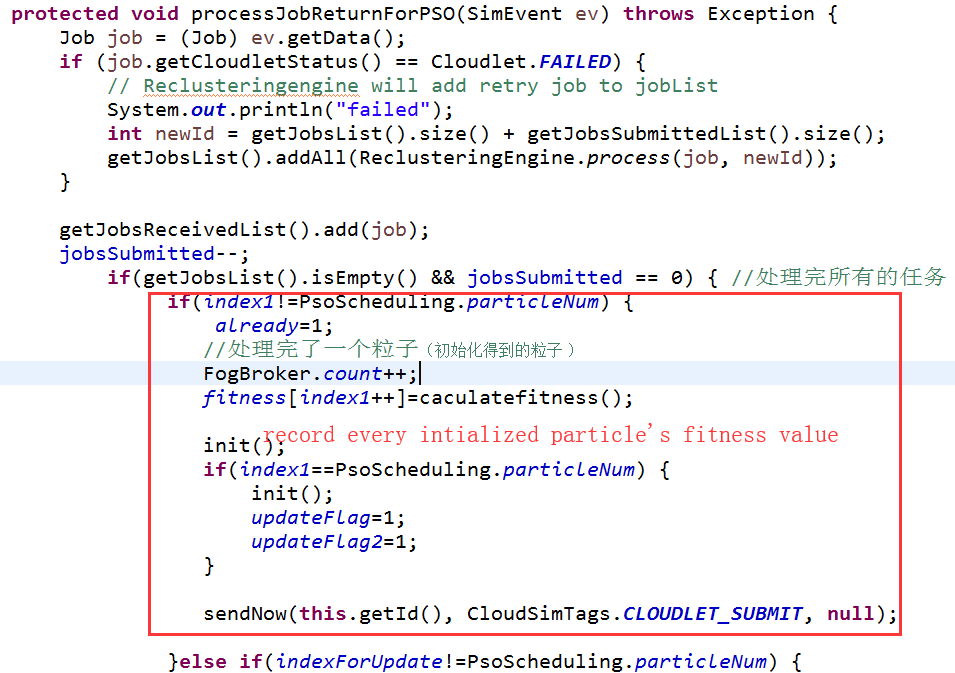 protected void processJobReturnForPSO(SimEvent ev) throws Exception {
Job job = (Job) ev.getData();
if (job.getCloudletStatus() == Cloudlet.FAILED) {
// Reclusteringengine will add retry job to jobList
System.out.println("failed");
int newId = getJobsList().size() + getJobsSubmittedList().size();
getJobsList().addAll(ReclusteringEngine.process(job, newId));
}
getJobsReceivedList().add(job);
jobsSubmitted--;
if(getJobsList().isEmpty() && jobsSubmitted == 0) { //处理完所有的任务
if(index1!=PsoScheduling.particleNum) {
already=1;
//处理完了一个粒子（初始化得到的粒子 ）
FogBroker.count++;
fitness[index1++]=caculatefitness();
record every intialized particle's fitness value
init();
if(index1==PsoScheduling.particleNum) {
init();
updateFlag=1;
updateFlag2=1;
}
sendNow(this.getId(), CloudSimTags.CLOUDLET_SUBMIT, null);
}else if(indexForUpdate!=PsoScheduling.particleNum) {